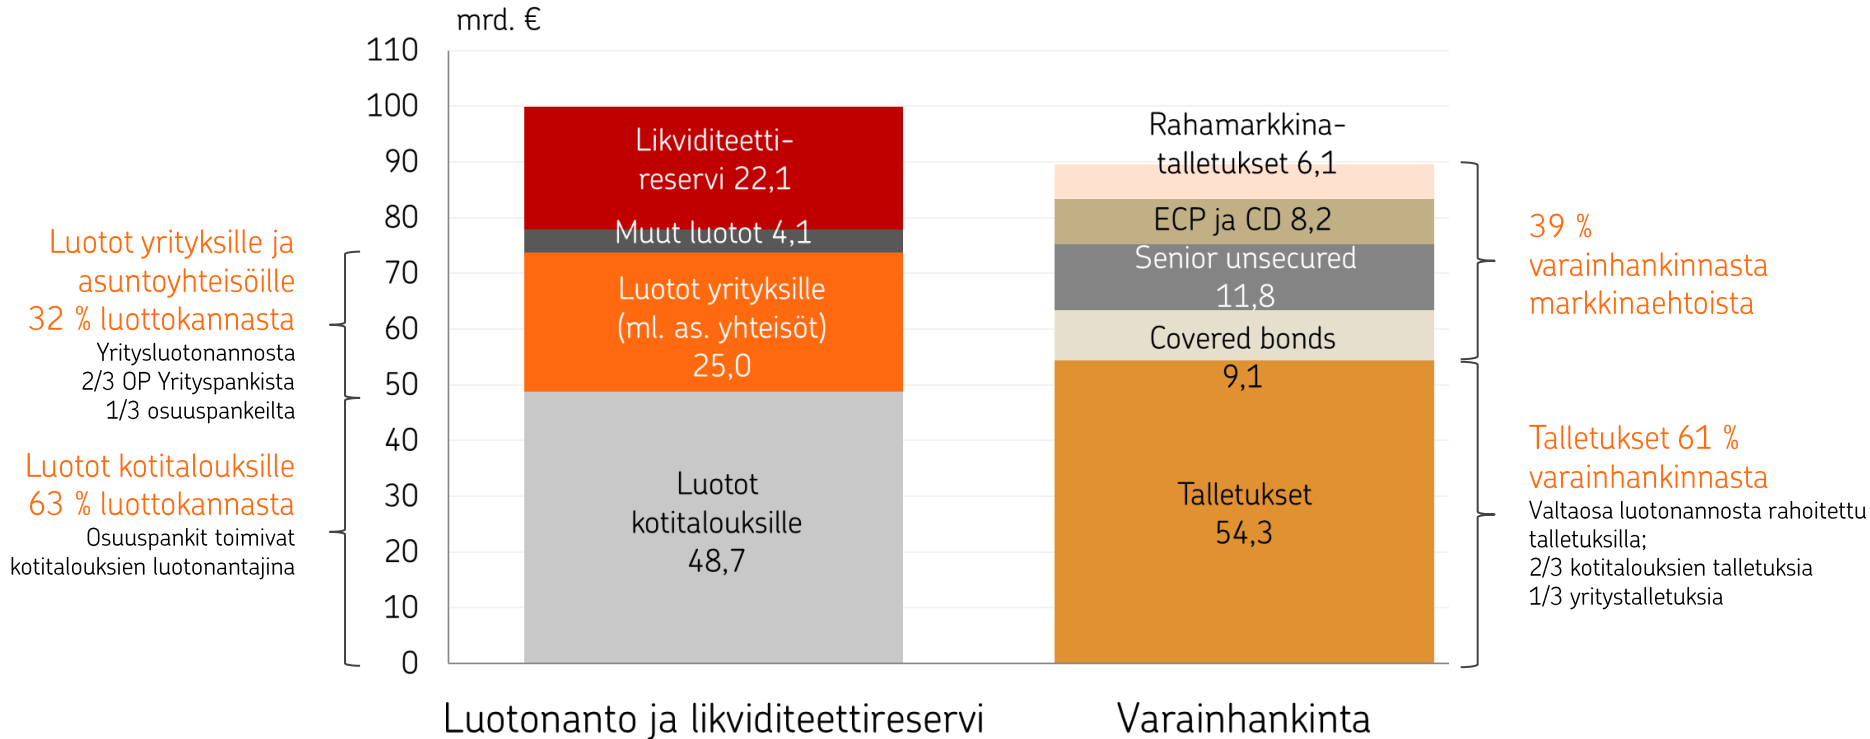 mrd. €
110
100
90
80
70
60
50
40
30
20
10
0
Luotot yrityksille ja
asuntoyhteisöille
32 % luottokannasta
Yritysluotonannosta
2/3 OP Yrityspankista
1/3 osuuspankeilta
Luotot kotitalouksille
63 % luottokannasta
Osuuspankit toimivat
kotitalouksien luotonantajina
Likviditeetti-
reservi 22,1
Muut luotot 4,1
Luotot yrityksille
(ml. as. yhteisöt)
25,0
Luotot
kotitalouksille
48,7
Rahamarkkina-
talletukset 6,1
ECP ja CD 8,2
Senior unsecured
11,8
Covered bonds
9,1
Talletukset
54,3
39 %
varainhankinnasta
markkinaehtoista
Talletukset 61 %
varainhankinnasta
Valtaosa luotonannosta rahoitettu
talletuksilla;
2/3 kotitalouksien talletuksia
1/3 yritystalletuksia
Luotonanto ja likviditeettireservi
Varainhankinta